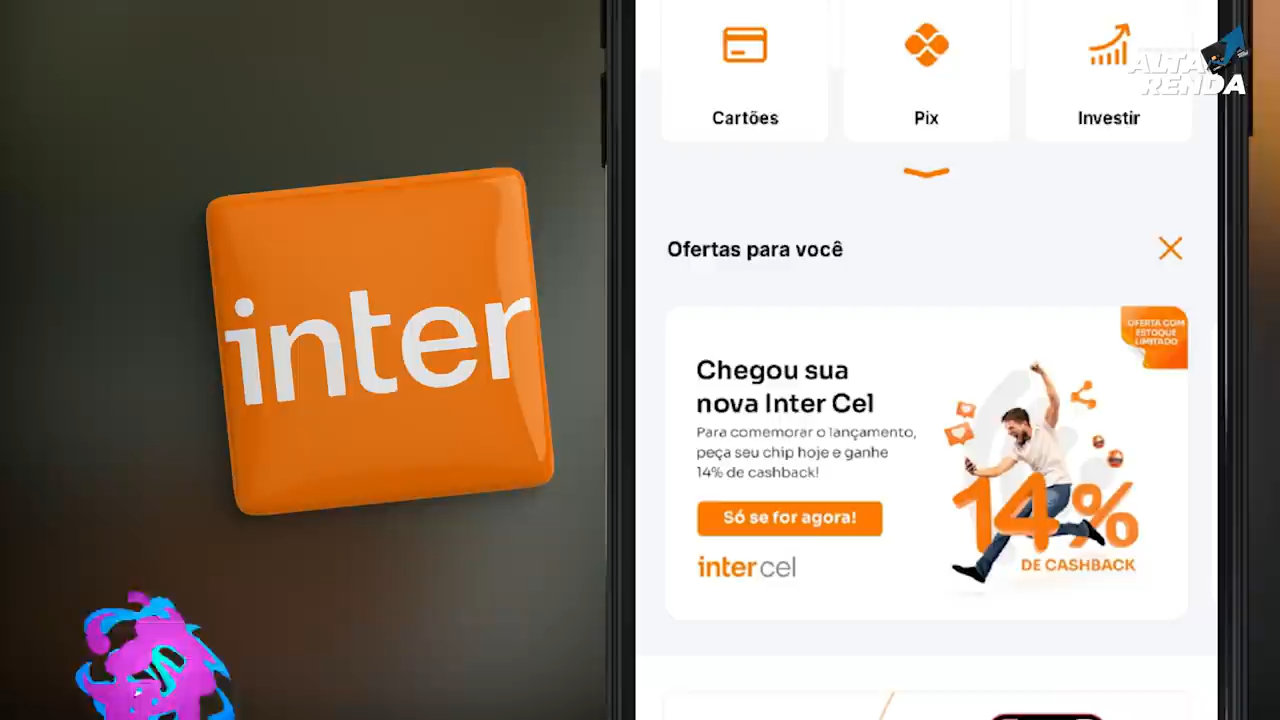 ALTA
RENDA
Cartões
Pix
Investir
Ofertas para você
inter
OFERTA COM
ESTOQUE
LIMITADO
Chegou sua
nova Inter Cel
Para comemorar o lançamento,
peça seu chip hoje e ganhe
14% de cashback!
Só se for agora!
inter cel
14%
DE CASHBACK